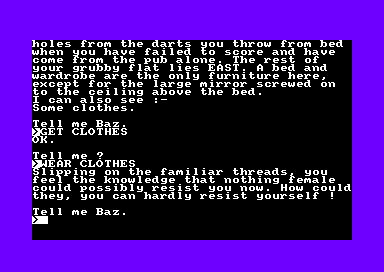 holes from the darts you throw from bed
when you have failed to score and have
come from the pub alone. The rest of
your grubby flat lies EAST. A bed and
wardrobe are the only furniture here,
except for the large mirror screwed on
to the ceiling above the bed.
I can also see :-
Some clothes.
Tell me Baz.
>GET CLOTHES
OK.
Tell me ?
>WEAR CLOTHES
Slipping on the familiar threads, you
feel the knowledge that nothing female
could possibly resist you now. How could
they, you can hardly resist yourself !
Tell me Baz.
>